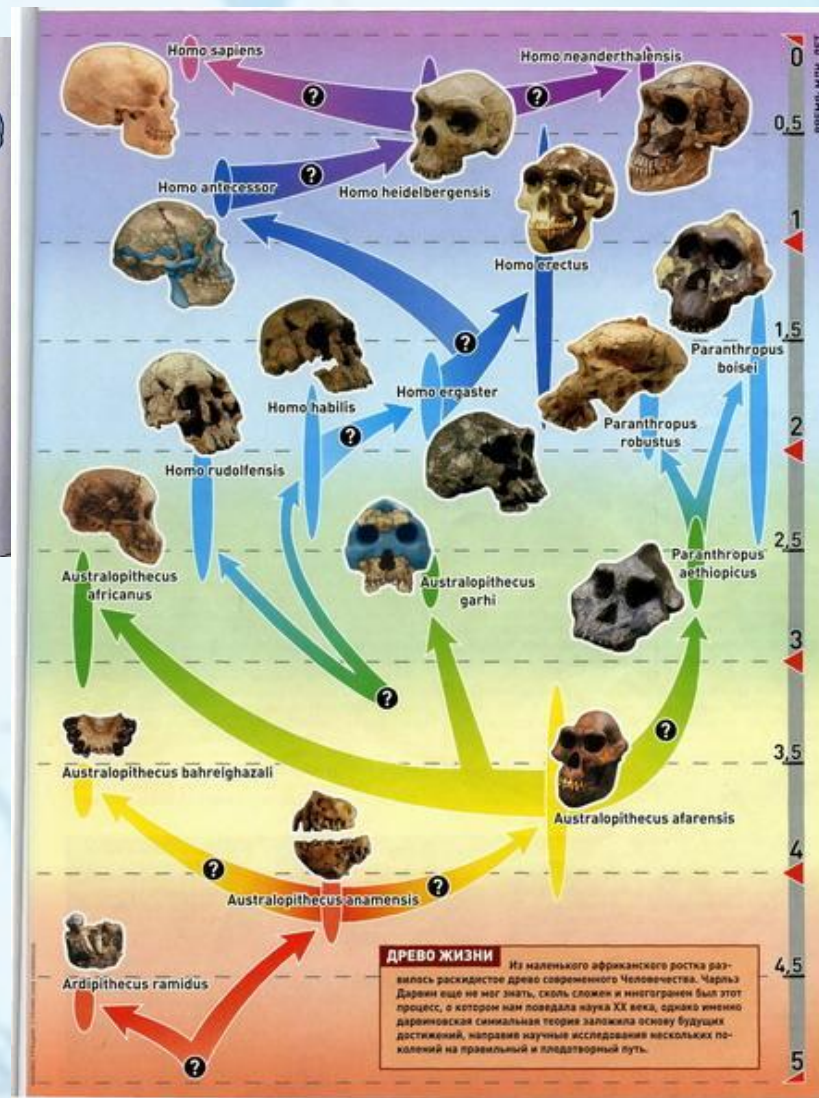 Homo sapiens
Homo neanderthalensis
ВРЕМЯ, МЛН. ЛЕТ
0
0,5
Homo antecessor
Homo heidelbergensis
1
Homo erectus
1,5
Paranthropus
boisei
Homo habilis
Homo ergaster
Paranthropus
robustus
2
Homo rudolfensis
2,5
Australopithecus
africanus
Australopithecus
garhi
Paranthropus
aethiopicus
3
3,5
Australopithecus bahreighazali
Australopithecus afarensis
4
Australopithecus anamensis
4,5
Ardipithecus ramidus
ДРЕВО ЖИЗНИ Из маленького африканского ростка раз-
вилось раскидистое древо современного Человечества. Чарльз
Дарвин еще не мог знать, сколь сложен и многогранен был этот
процесс, о котором нам поведала наука XX века, однако именно
дарвиновская симиальная теория заложила основу будущих
достижений, направив научные исследования нескольких по-
колений на правильный и плодотворный путь.
5
?
?
?
?
?
?
?
?
?
?